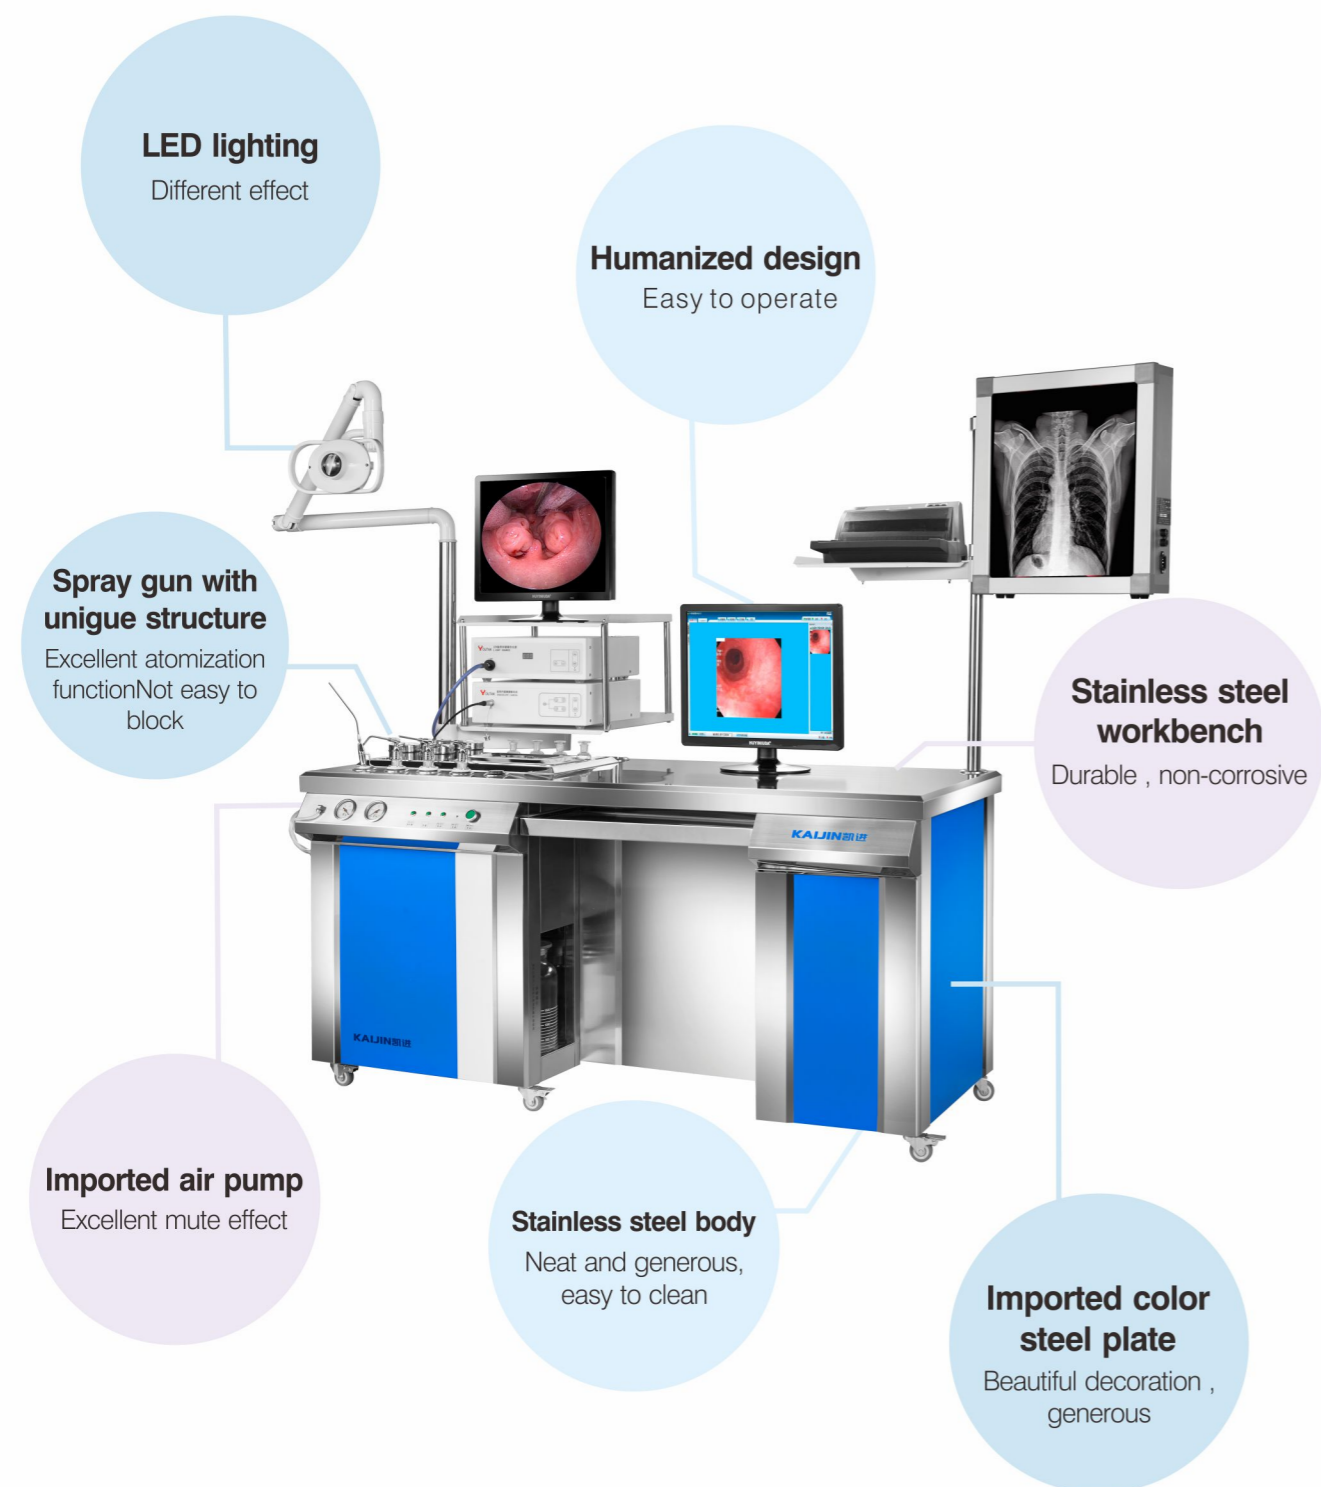 LED lighting
Different effect
Humanized design
Easy to operate
Spray gun with
unigue structure
Excellent atomization
functionNot easy to
block
Stainless steel
workbench
Durable , non-corrosive
KAIJIN凯进
KAIJIN凯进
Imported air pump
Excellent mute effect
Stainless steel body
Neat and generous,
easy to clean
Imported color
steel plate
Beautiful decoration ,
generous